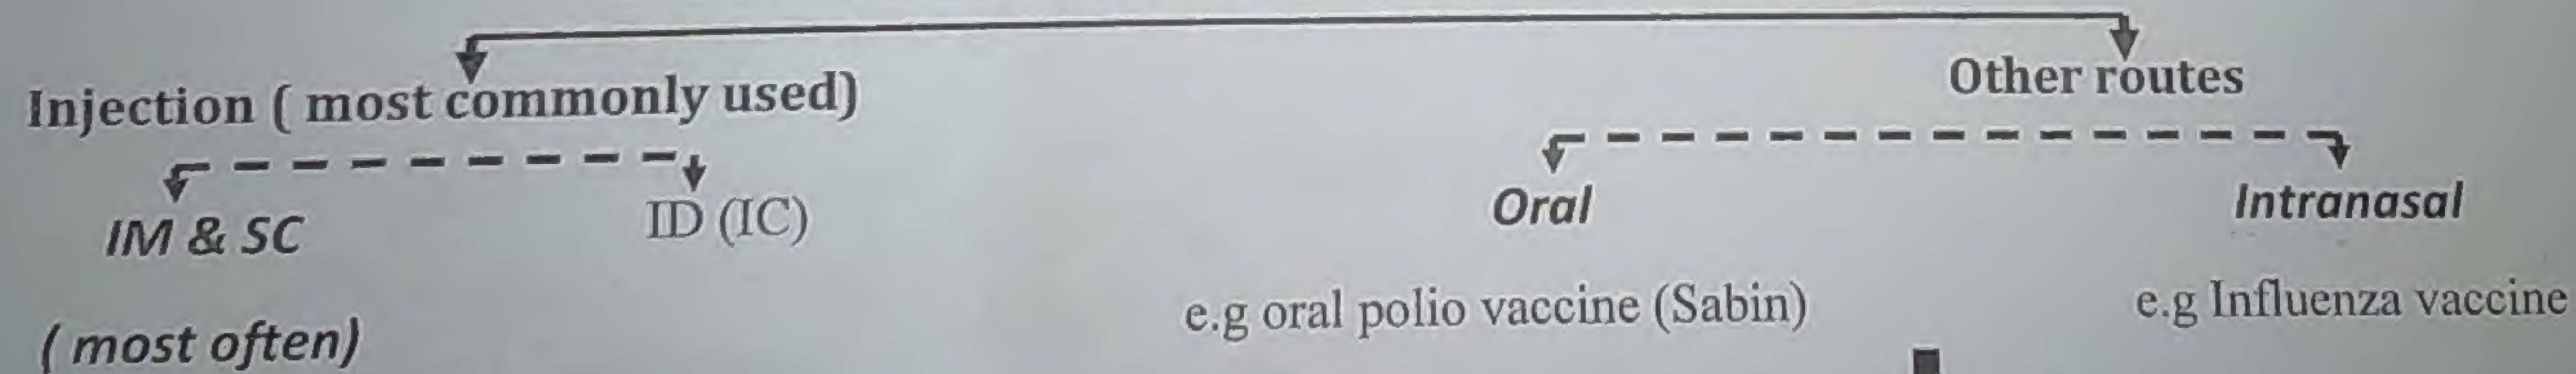 Injection ( most commonly used)
Other routes
IM & SC
ID (IC)
Oral
Intranasal
( most often)
e.g oral polio vaccine (Sabin)
e.g Influenza vaccine